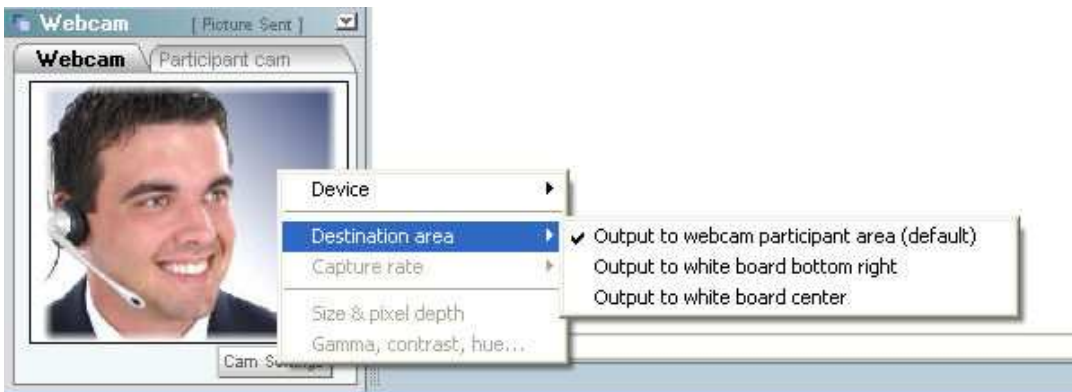 Webcam [ Picture Sent ]
Webcam Participant cam
Device
Destination area
Output to webcam participant area (default)
Capture rate
Output to white board bottom right
Output to white board center
Size & pixel depth
Gamma, contrast, hue...
Cam